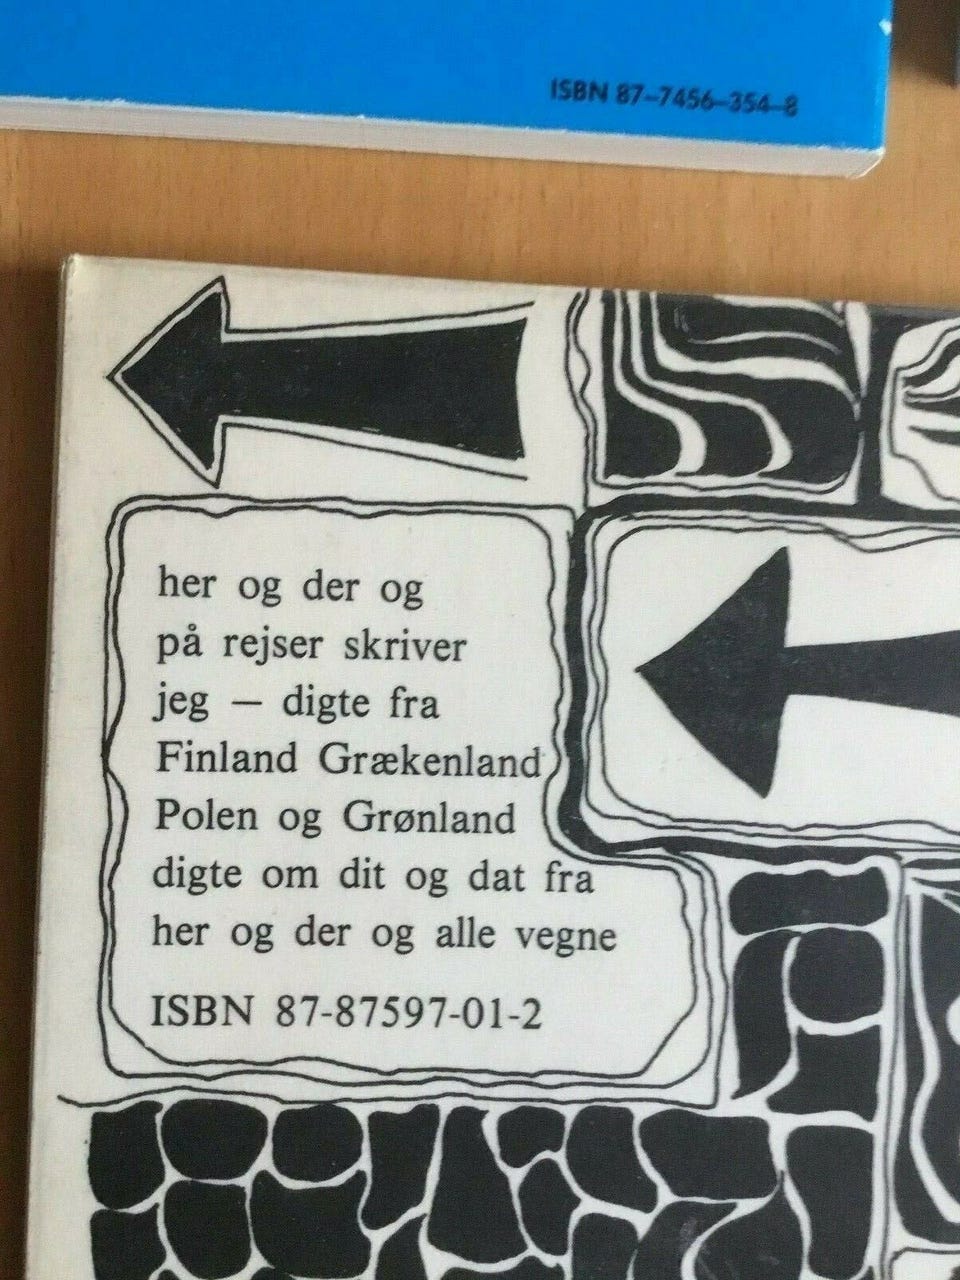 ISBN 87-7456-354-8
her og der og
på rejser skriver
jeg – digte fra
Finland Grækenland
Polen og Grønland
digte om dit og dat fra
her og der og alle vegne
ISBN 87-87597-01-2